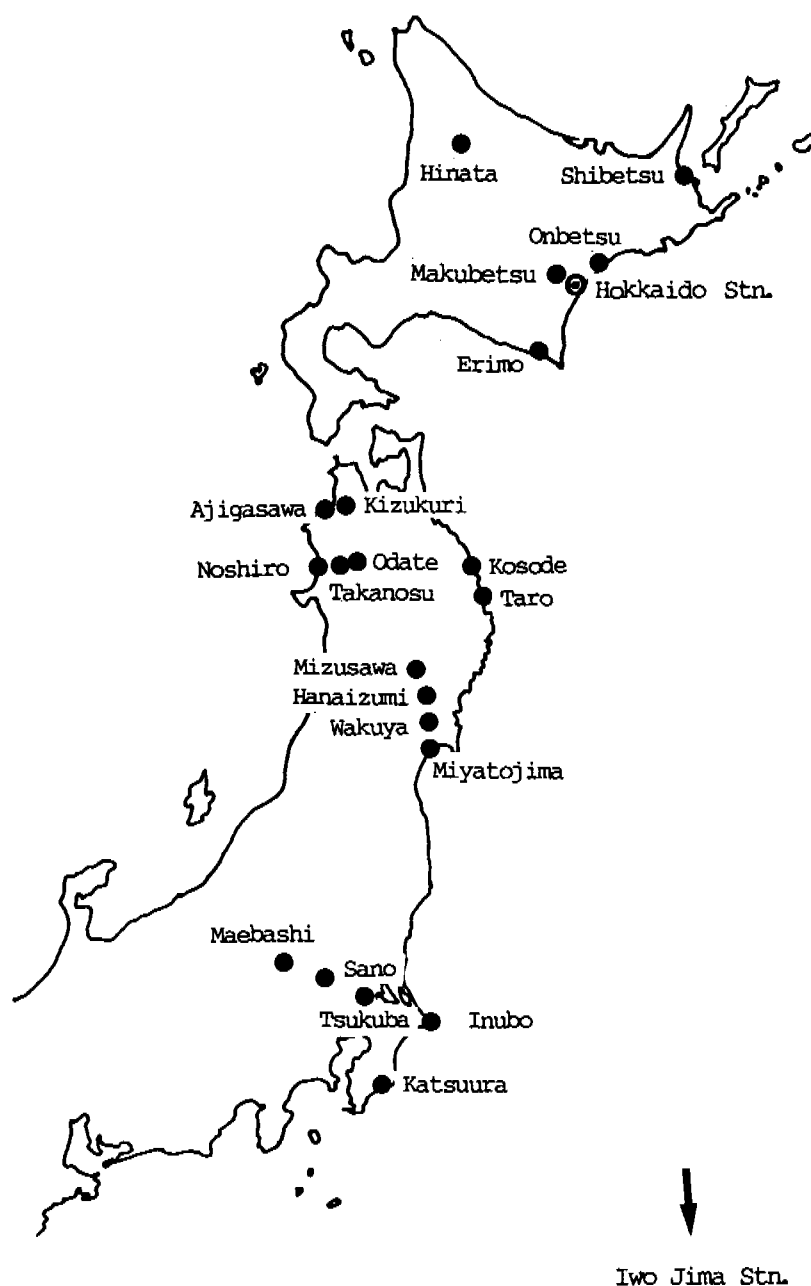 Hinata
Shibetsu
Onbetsu
Makubetsu
Hokkaido Stn.
Erimo
Ajigasawa
Kizukuri
Noshiro
Odate
Kosode
Takanosu
Taro
Mizusawa
Hanaizumi
Wakuya
Miyatojima
Maebashi
Sano
Tsukuba
Inubo
Katsuura
Iwo Jima Stn.